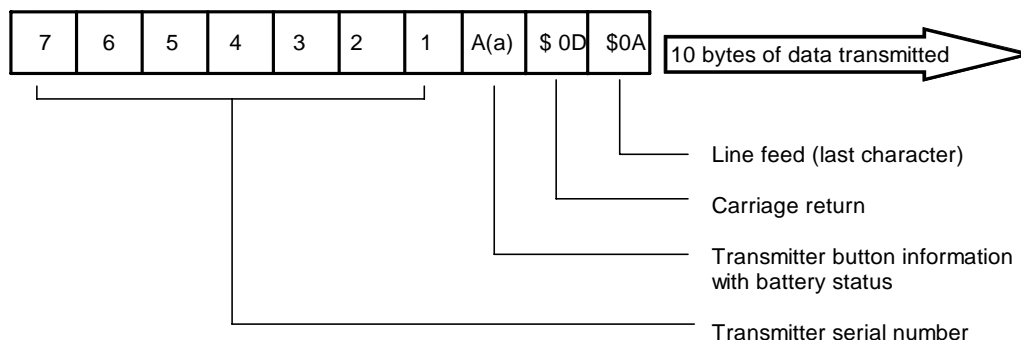 7 6 5 4 3 2 1 A(a) $ 0D $0A
10 bytes of data transmitted
Line feed (last character)
Carriage return
Transmitter button information
with battery status
Transmitter serial number